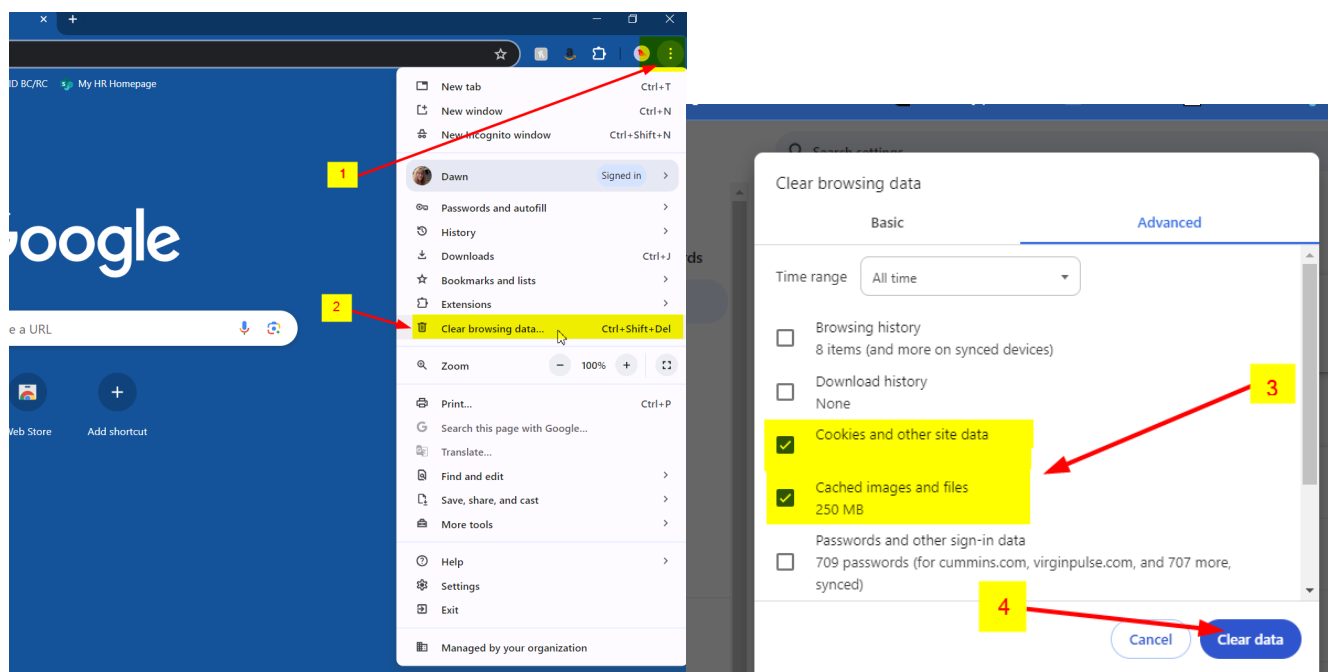 ID BC/RC My HR Homepage
New tab Ctrl+T
New window Ctrl+N
New Incognito window Ctrl+Shift+N
1
Dawn Signed in
Passwords and autofill
History
Downloads Ctrl+J
Bookmarks and lists
Extensions
2
Clear browsing data... Ctrl+Shift+Del
Zoom 100%
Print... Ctrl+P
Search this page with Google...
Translate...
Find and edit
Save, share, and cast
More tools
Help
Settings
Exit
Managed by your organization
oogle
e a URL
Web Store Add shortcut
Search settings
Clear browsing data
Basic Advanced
Time range All time
Browsing history
8 items (and more on synced devices)
Download history
None
3
Cookies and other site data
Cached images and files
250 MB
Passwords and other sign-in data
709 passwords (for cummins.com, virginpulse.com, and 707 more,
synced)
4
Cancel Clear data